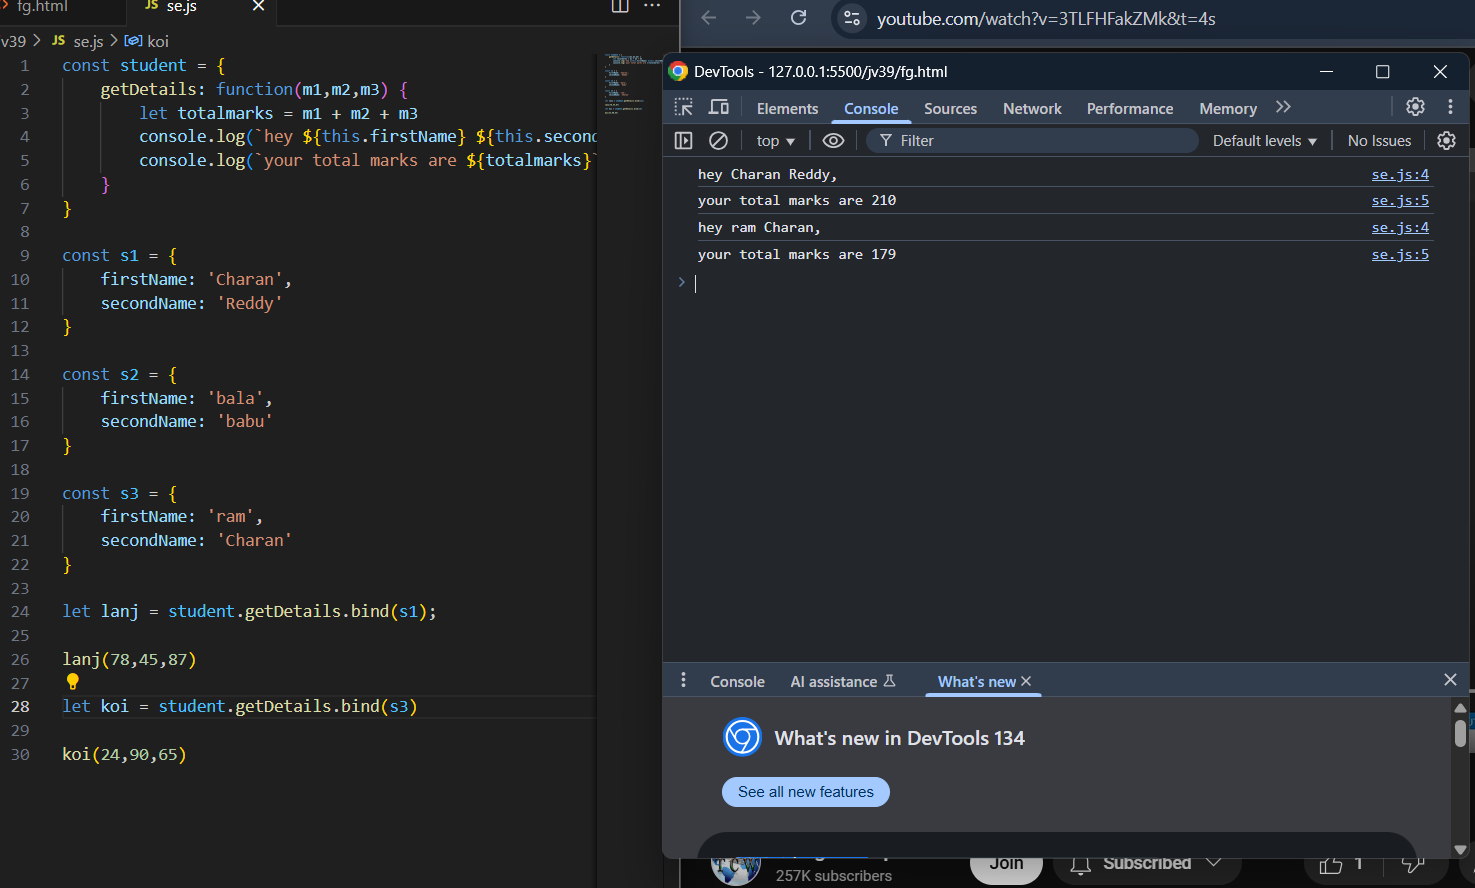 fg.html
JS se.js
v39 > JS se.js > koi
1 const student = {
2 getDetails: function(m1,m2,m3) {
3 let totalmarks = m1 + m2 + m3
4 console.log(`hey ${this.firstName} ${this.second
5 console.log(`your total marks are ${totalmarks}`
6 }
7 }
8
9 const s1 = {
10 firstName: 'Charan',
11 secondName: 'Reddy'
12 }
13
14 const s2 = {
15 firstName: 'bala',
16 secondName: 'babu'
17 }
18
19 const s3 = {
20 firstName: 'ram',
21 secondName: 'Charan'
22 }
23
24 let lanj = student.getDetails.bind(s1);
25
26 lanj(78,45,87)
27
28 let koi = student.getDetails.bind(s3)
29
30 koi(24,90,65)
youtube.com/watch?v=3TLFHFakZMk&t=4s
DevTools - 127.0.0.1:5500/jv39/fg.html
Elements Console Sources Network Performance Memory
top Filter Default levels No Issues
hey Charan Reddy, se.js:4
your total marks are 210 se.js:5
hey ram Charan, se.js:4
your total marks are 179 se.js:5
Console AI assistance What's new
What's new in DevTools 134
See all new features
Join Subscribed 1
257K subscribers